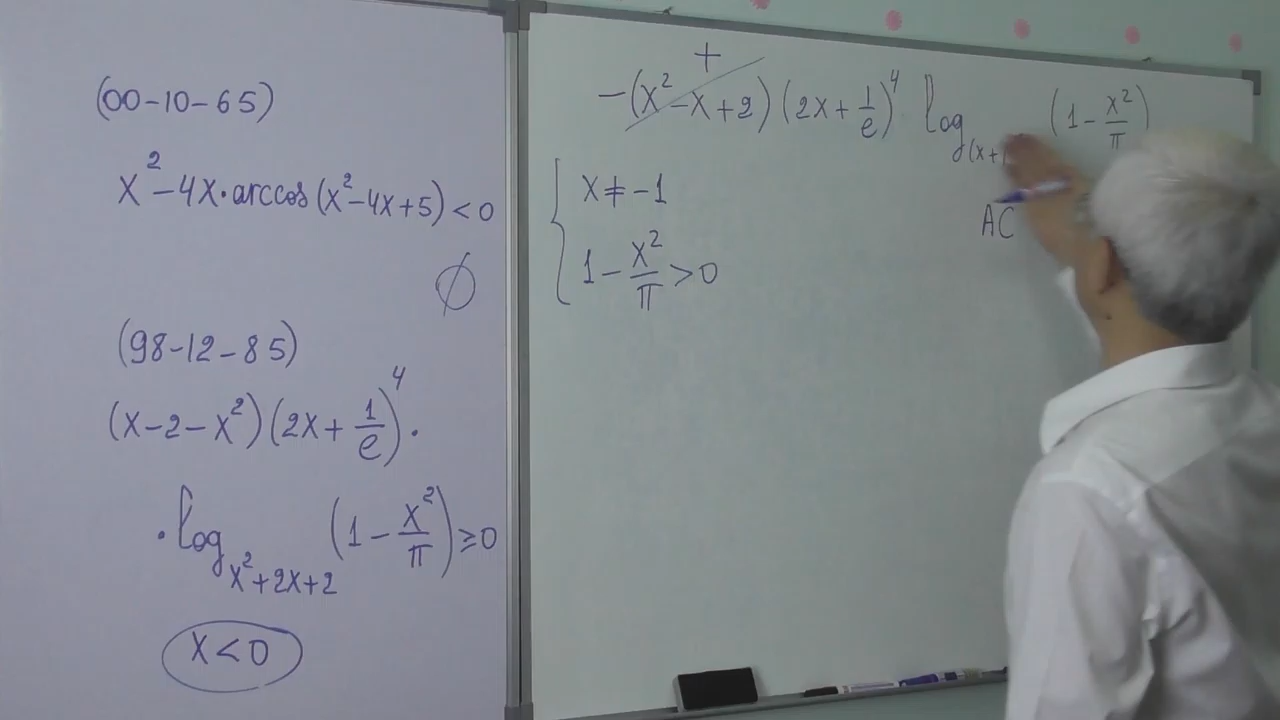 (00-10-65)
x²-4x·arccos(x²-4x+5)<0
∅
(98-12-85)
(x-2-x²)(2x+1/e)⁴·
·log_{x²+2x+2}(1-x²/π)≥0
x<0
+
-(x²-x+2)(2x+1/e)⁴ log_{(x+}(1-x²/π)
x≠-1
1-x²/π>0
AC